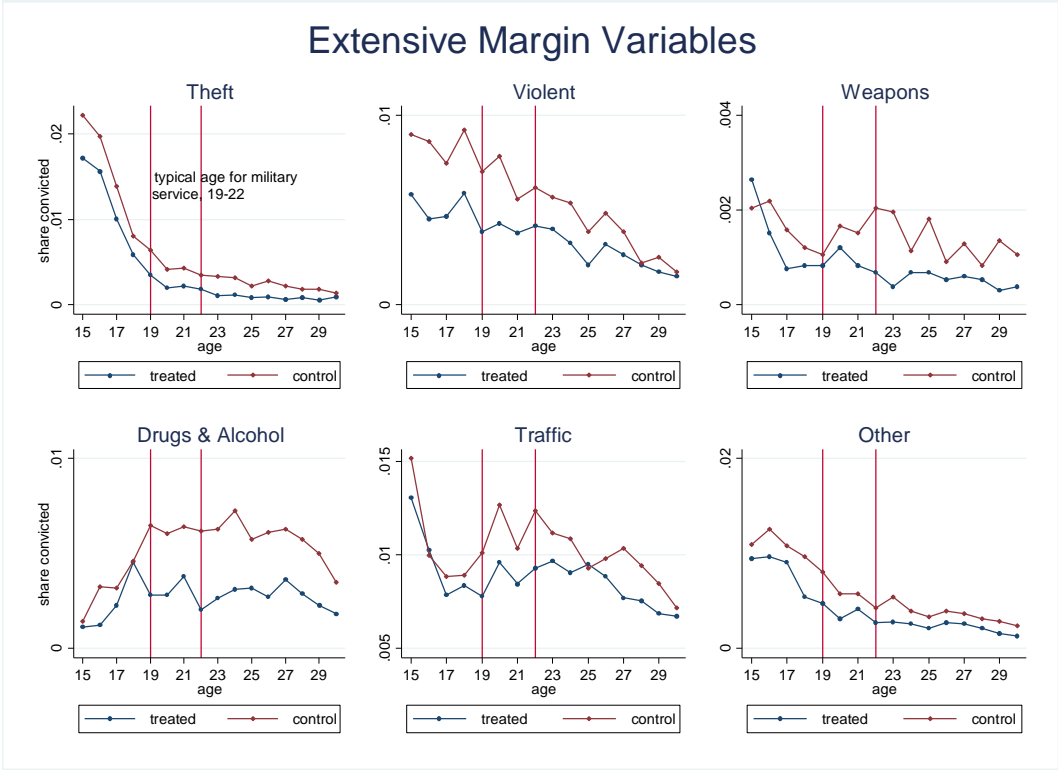 Extensive Margin Variables
Theft
share convicted
.02
.01
0
typical age for military
service, 19-22
15 17 19 21 23 25 27 29
age
treated control
Violent
.01
0
15 17 19 21 23 25 27 29
age
treated control
Weapons
.004
.002
0
15 17 19 21 23 25 27 29
age
treated control
Drugs & Alcohol
share convicted
.01
0
15 17 19 21 23 25 27 29
age
treated control
Traffic
.015
.01
.005
15 17 19 21 23 25 27 29
age
treated control
Other
.02
0
15 17 19 21 23 25 27 29
age
treated control